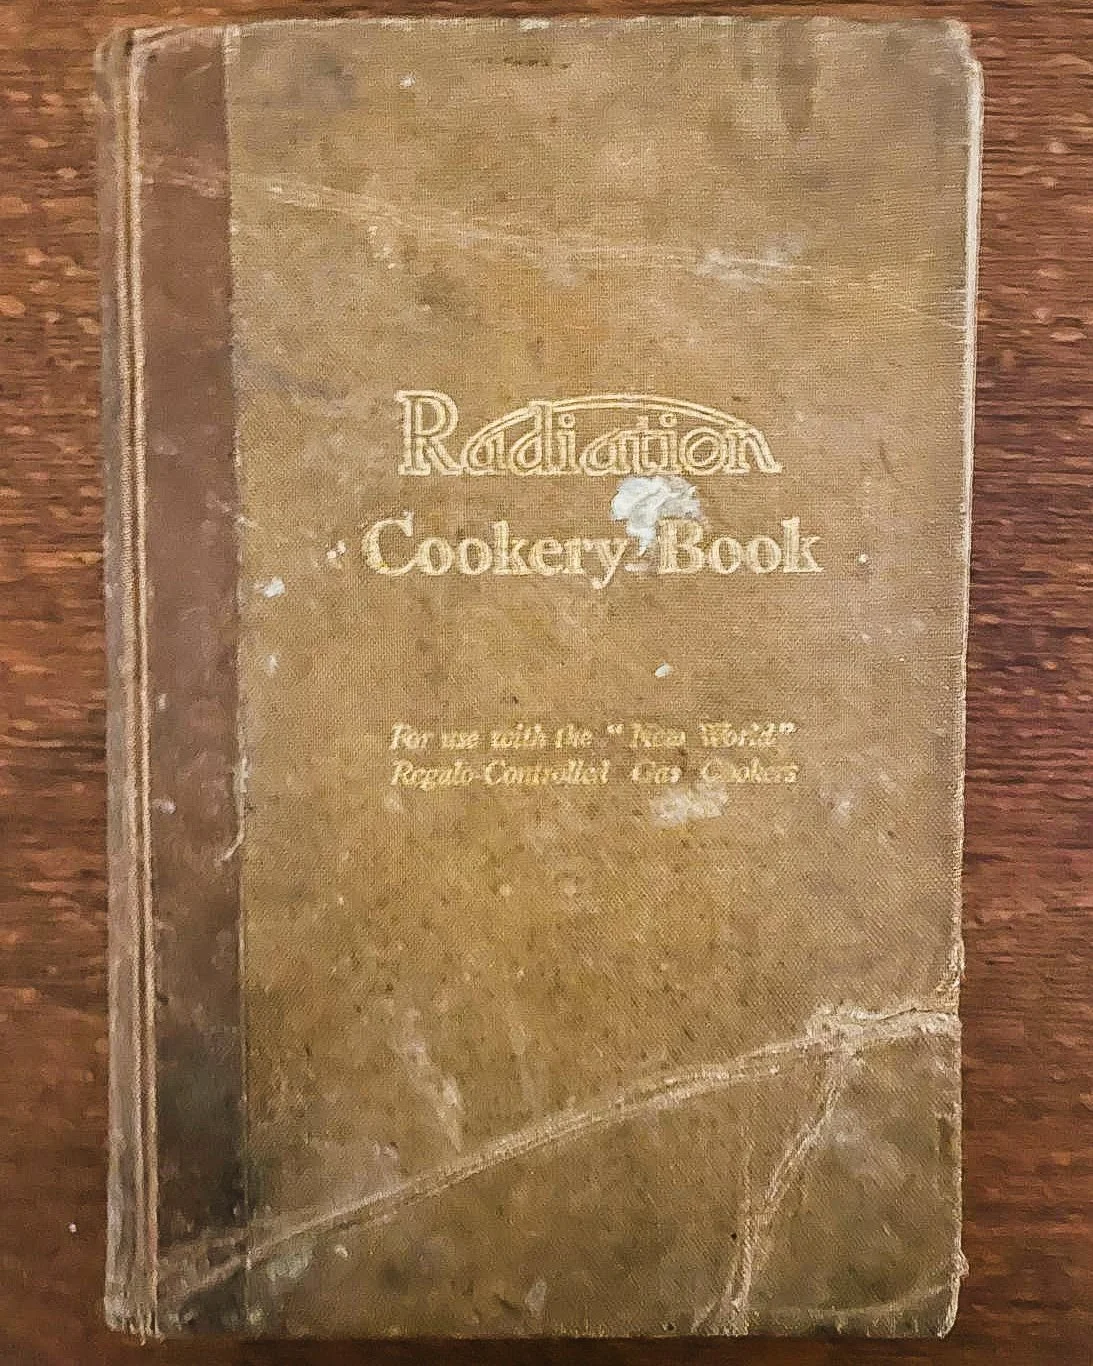 Radiation
Cookery Book
For use with the “ New World”
Regulo-Controlled Gas Cookers